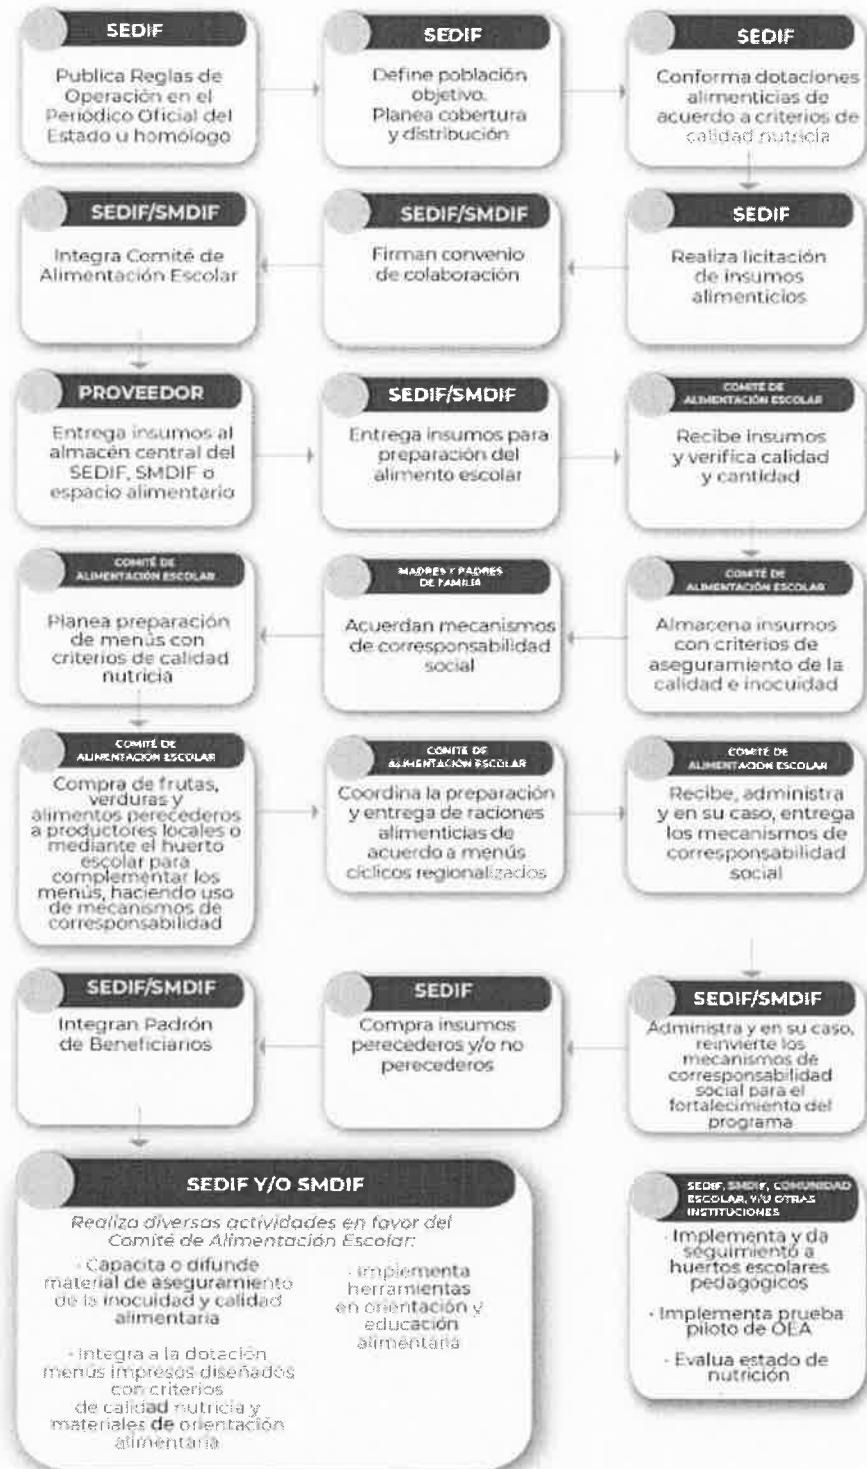 SEDIF
Publica Reglas de
Operación en el
Periódico Oficial del
Estado u homólogo
SEDIF
Define población
objetivo.
Planea cobertura
y distribución
SEDIF
Conforma dotaciones
alimenticias de
acuerdo a criterios de
calidad nutricia
SEDIF
Realiza licitación
de insumos
alimenticios
SEDIF/SMDIF
Firman convenio
de colaboración
SEDIF/SMDIF
Integra Comité de
Alimentación Escolar
PROVEEDOR
Entrega insumos al
almacén central del
SEDIF, SMDIF o
espacio alimentario
SEDIF/SMDIF
Entrega insumos para
preparación del
alimento escolar
COMITÉ DE
ALIMENTACIÓN ESCOLAR
Recibe insumos
y verifica calidad
y cantidad
COMITÉ DE
ALIMENTACIÓN ESCOLAR
Almacena insumos
con criterios de
aseguramiento de la
calidad e inocuidad
MADRES Y PADRES
DE FAMILIA
Acuerdan mecanismos
de corresponsabilidad
social
COMITÉ DE
ALIMENTACIÓN ESCOLAR
Planea preparación
de menús con
criterios de calidad
nutricia
COMITÉ DE
ALIMENTACIÓN ESCOLAR
Compra de frutas,
verduras y
alimentos perecederos
a productores locales o
mediante el huerto
escolar para
complementar los
menús, haciendo uso
de mecanismos de
corresponsabilidad
COMITÉ DE
ALIMENTACIÓN ESCOLAR
Coordina la preparación
y entrega de raciones
alimenticias de
acuerdo a menús
cíclicos regionalizados
COMITÉ DE
ALIMENTACIÓN ESCOLAR
Recibe, administra
y en su caso, entrega
los mecanismos de
corresponsabilidad
social
SEDIF/SMDIF
Administra y en su caso,
reinvierte los
mecanismos de
corresponsabilidad
social para el
fortalecimiento del
programa
SEDIF
Compra insumos
perecederos y/o no
perecederos
SEDIF/SMDIF
Integran Padrón
de Beneficiarios
SEDIF Y/O SMDIF
Realiza diversas actividades en favor del
Comité de Alimentación Escolar:
· Capacita o difunde
material de aseguramiento
de la inocuidad y calidad
alimentaria
· Integra a la dotación
menús impresos diseñados
con criterios
de calidad nutricia y
materiales de orientación
alimentaria
· Implementa
herramientas
en orientación y
educación
alimentaria
SEDIF, SMDIF, COMUNIDAD
ESCOLAR, Y/U OTRAS
INSTITUCIONES
· Implementa y da
seguimiento a
huertos escolares
pedagógicos
· Implementa prueba
piloto de OEA
· Evalua estado de
nutrición